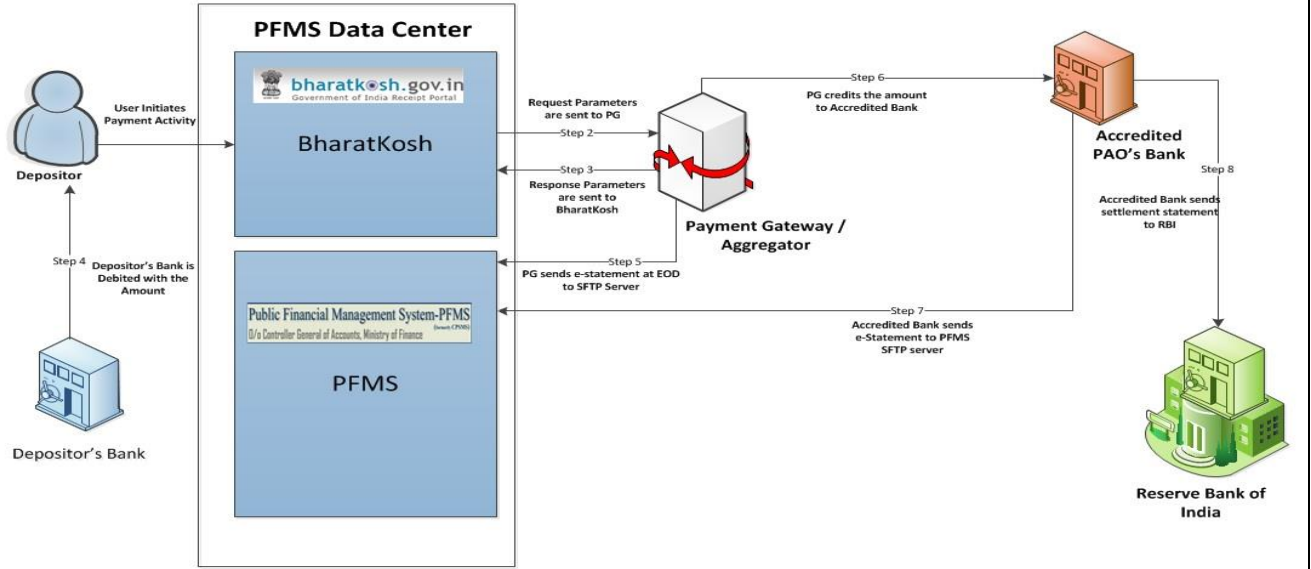 PFMS Data Center
bharatkosh.gov.in
Government of India Receipt Portal
BharatKosh
User Initiates
Payment Activity
Depositor
Request Parameters
are sent to PG
Step 2
Step 3
Response Parameters
are sent to
BharatKosh
Payment Gateway /
Aggregator
Step 6
PG credits the amount
to Accredited Bank
Accredited
PAO's Bank
Step 8
Accredited Bank sends
settlement statement
to RBI
Step 4
Depositor's Bank is
Debited with the
Amount
Step 5
PG sends e-statement at EOD
to SFTP Server
Public Financial Management System-PFMS
(formerly CPSMS)
O/o Controller General of Accounts, Ministry of Finance
PFMS
Step 7
Accredited Bank sends
e-Statement to PFMS
SFTP server
Depositor's Bank
Reserve Bank of
India